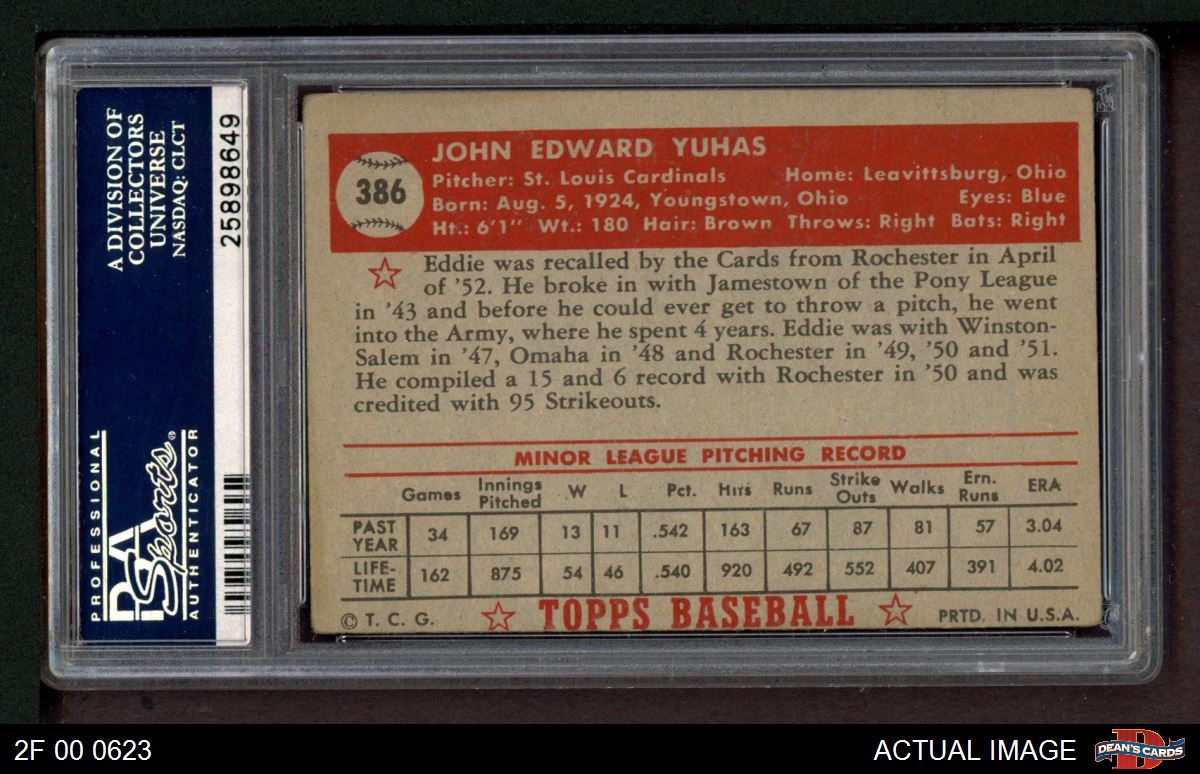 A DIVISION OF
COLLECTORS
UNIVERSE
NASDAQ: CLCT
25898649
PROFESSIONAL
PSA
Sports®
AUTHENTICATOR
386
JOHN EDWARD YUHAS
Pitcher: St. Louis Cardinals Home: Leavittsburg, Ohio
Born: Aug. 5, 1924, Youngstown, Ohio Eyes: Blue
Ht.: 6'1" Wt.: 180 Hair: Brown Throws: Right Bats: Right
Eddie was recalled by the Cards from Rochester in April
of '52. He broke in with Jamestown of the Pony League
in '43 and before he could ever get to throw a pitch, he went
into the Army, where he spent 4 years. Eddie was with Winston-
Salem in '47, Omaha in '48 and Rochester in '49, '50 and '51.
He compiled a 15 and 6 record with Rochester in '50 and was
credited with 95 Strikeouts.
MINOR LEAGUE PITCHING RECORD
Games Innings Pitched W L Pct. Hits Runs Strike Outs Walks Ern. Runs ERA
PAST YEAR 34 169 13 11 .542 163 67 87 81 57 3.04
LIFE-TIME 162 875 54 46 .540 920 492 552 407 391 4.02
© T. C. G. TOPPS BASEBALL PRTD. IN U.S.A.
2F 00 0623 ACTUAL IMAGE DEAN'S CARDS